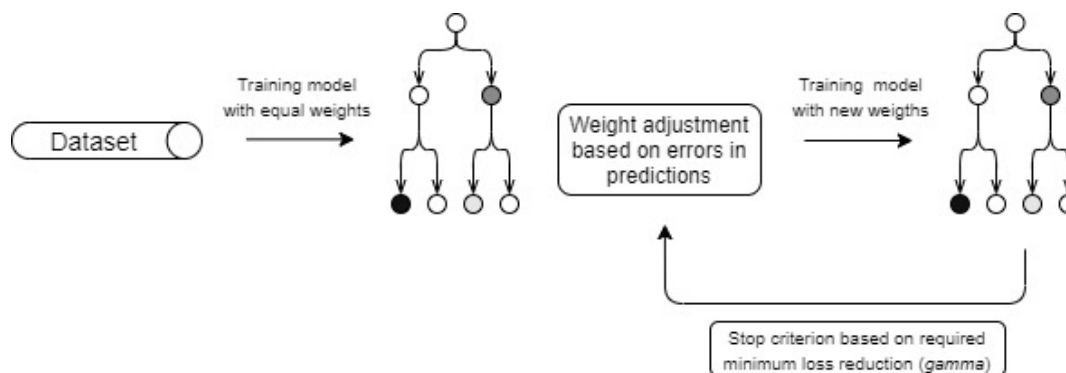 Dataset
Training model
with equal weights
Weight adjustment
based on errors in
predictions
Training model
with new weigths
Stop criterion based on required
minimum loss reduction (gamma)